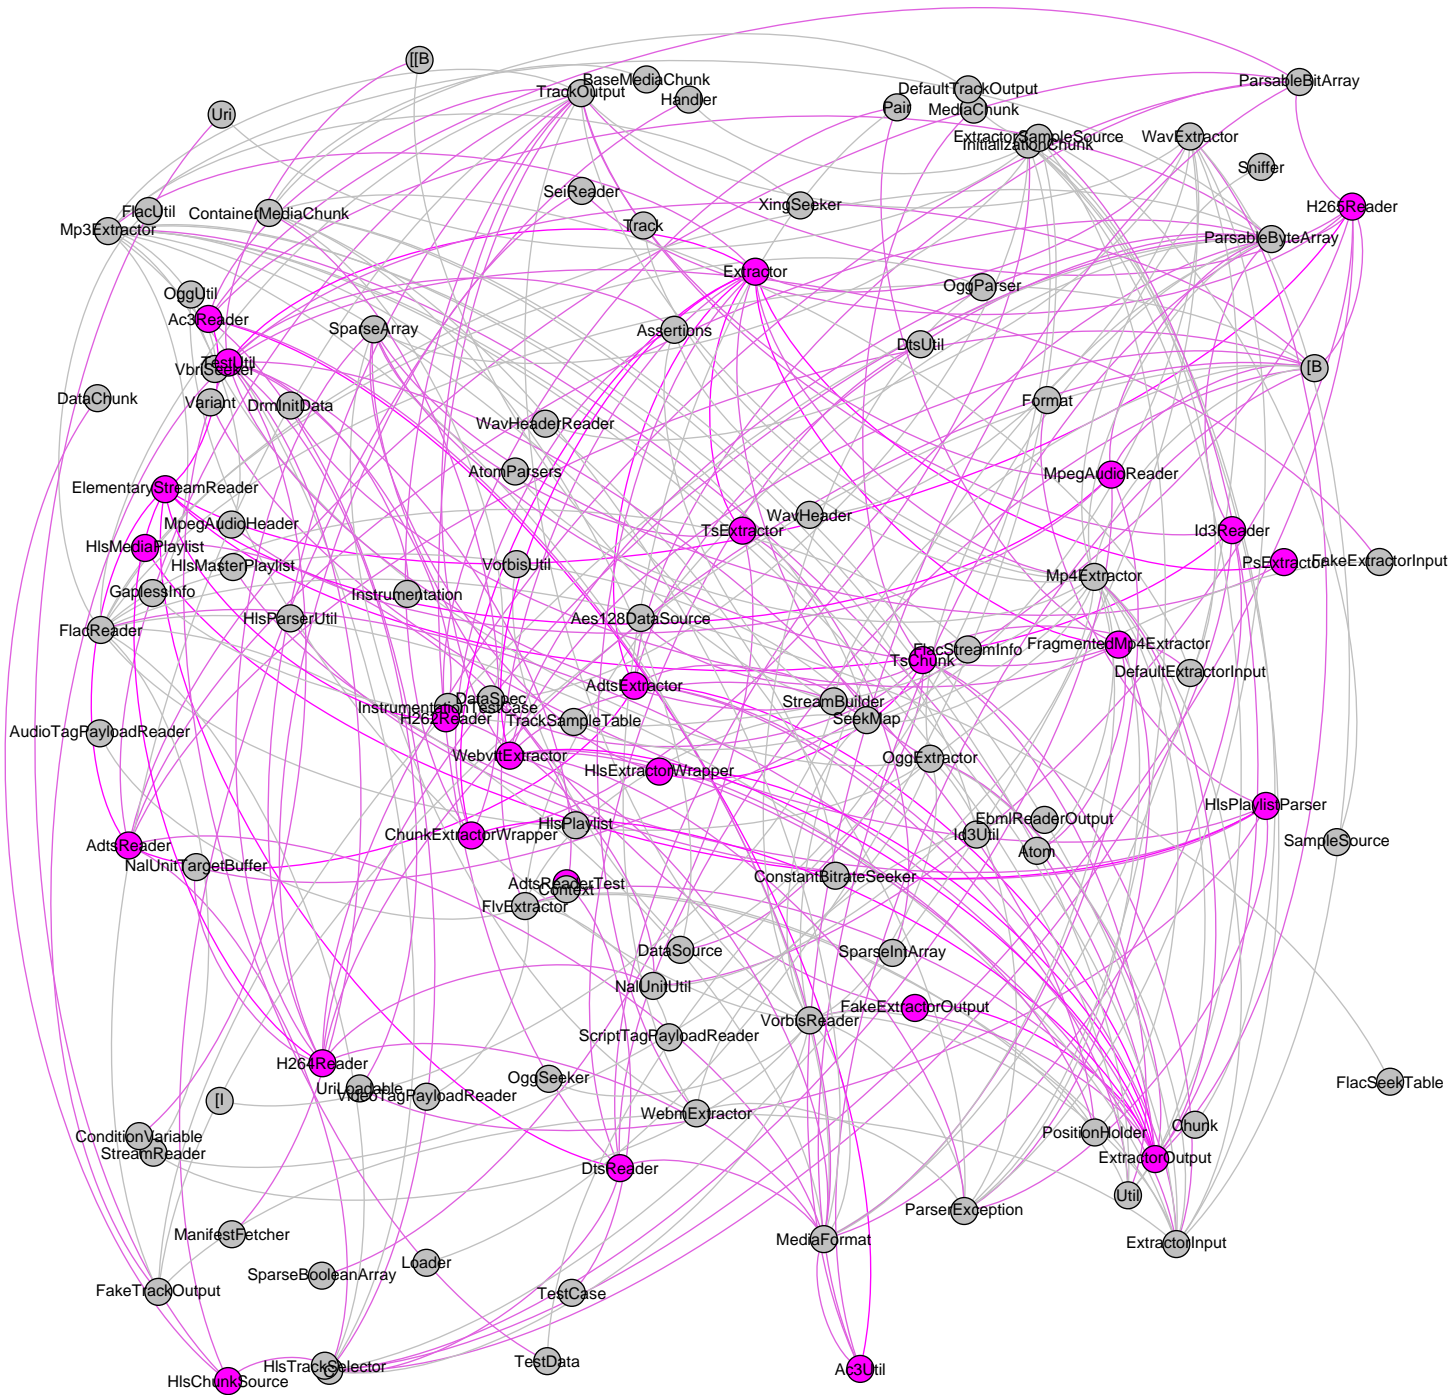 [[B
BaseMediaChunk
TrackOutput
Handler
DefaultTrackOutput
MediaChunk
Pair
ParsableBitArray
Uri
ExtractorSampleSource
InitializationChunk
WavExtractor
Sniffer
SeiReader
XingSeeker
H265Reader
FlacUtil
ContainerMediaChunk
Mp3Extractor
Track
ParsableByteArray
Extractor
OggUtil
OggParser
Ac3Reader
SparseArray
Assertions
DtsUtil
TestUtil
VbriSeeker
[B
DataChunk
Variant
DrmInitData
Format
WavHeaderReader
AtomParsers
MpegAudioReader
ElementaryStreamReader
MpegAudioHeader
WavHeader
TsExtractor
Id3Reader
HlsMediaPlaylist
HlsMasterPlaylist
VorbisUtil
PsExtractor
FakeExtractorInput
Mp4Extractor
GaplessInfo
Instrumentation
FlacReader
HlsParserUtil
Aes128DataSource
FragmentedMp4Extractor
FlacStreamInfo
TsChunk
DefaultExtractorInput
AdtsExtractor
DataSpec
InstrumentationTestCase
H262Reader
TrackSampleTable
StreamBuilder
SeekMap
AudioTagPayloadReader
WebvttExtractor
HlsExtractorWrapper
OggExtractor
HlsPlaylistParser
HlsPlaylist
ChunkExtractorWrapper
EbmlReaderOutput
Id3Util
SampleSource
AdtsReader
Atom
NalUnitTargetBuffer
ConstantBitrateSeeker
AdtsReaderTest
Context
FlvExtractor
DataSource
SparseIntArray
NalUnitUtil
FakeExtractorOutput
VorbisReader
ScriptTagPayloadReader
H264Reader
OggSeeker
FlacSeekTable
UriLoadable
VideoTagPayloadReader
[I
WebmExtractor
Chunk
PositionHolder
ConditionVariable
StreamReader
ExtractorOutput
DtsReader
Util
ParserException
ManifestFetcher
MediaFormat
ExtractorInput
Loader
SparseBooleanArray
FakeTrackOutput
TestCase
TestData
HlsTrackSelector
C
Ac3Util
HlsChunkSource